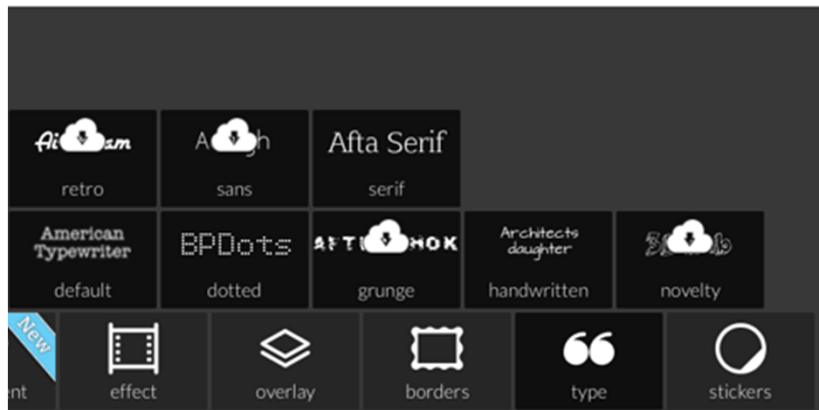 Afta Serif
retro
sans
serif
American
Typewriter
BPDots
Architects
daughter
default
dotted
grunge
handwritten
novelty
New
effect
overlay
borders
type
stickers